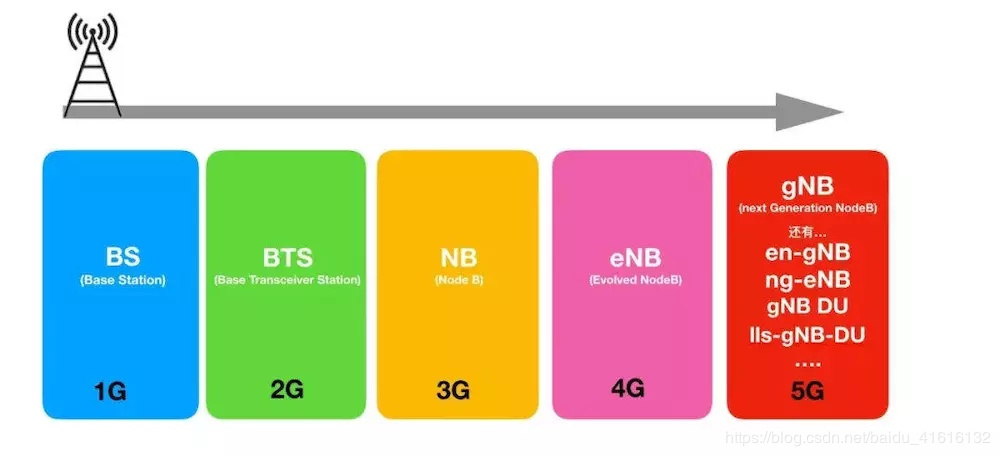 BS
(Base Station)
1G
BTS
(Base Transceiver Station)
2G
NB
(Node B)
3G
eNB
(Evolved NodeB)
4G
gNB
(next Generation NodeB)
还有...
en-gNB
ng-eNB
gNB DU
lls-gNB-DU
....
5G
https://blog.csdn.net/baidu_41616132